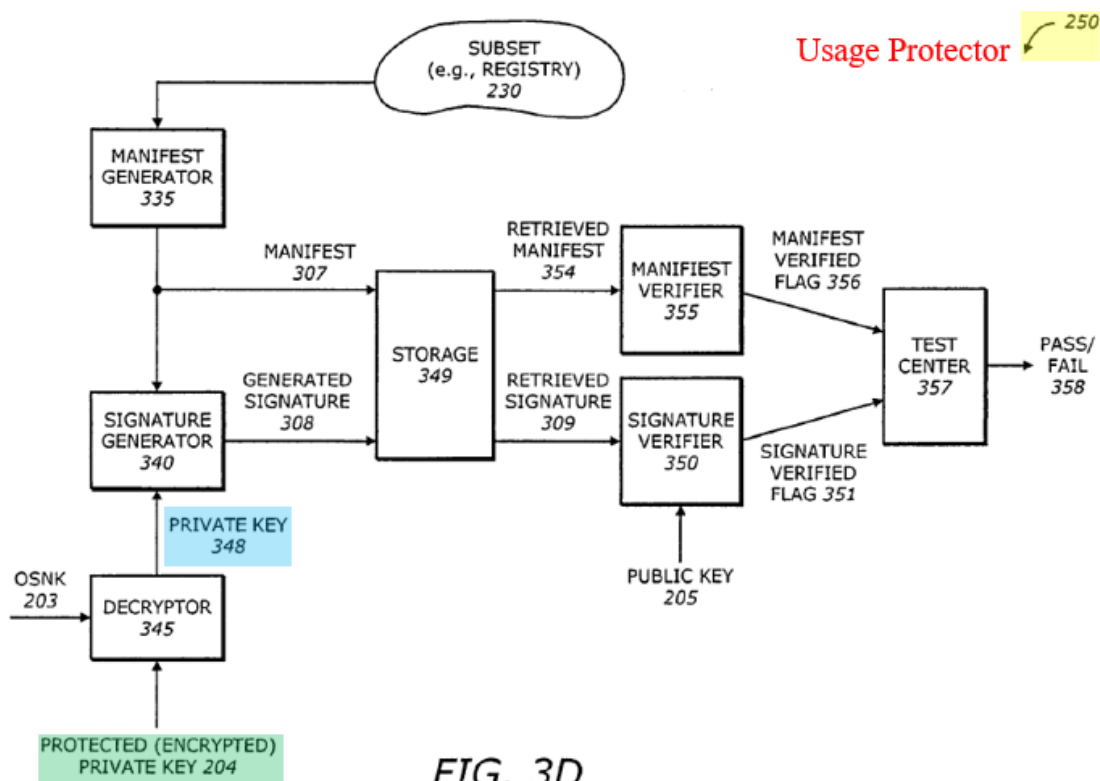 250
Usage Protector
SUBSET
(e.g., REGISTRY)
230
MANIFEST
GENERATOR
335
MANIFEST
307
RETRIEVED
MANIFEST
354
MANIFIEST
VERIFIER
355
MANIFEST
VERIFIED
FLAG 356
STORAGE
349
TEST
CENTER
357
PASS/
FAIL
358
SIGNATURE
GENERATOR
340
GENERATED
SIGNATURE
308
RETRIEVED
SIGNATURE
309
SIGNATURE
VERIFIER
350
SIGNATURE
VERIFIED
FLAG 351
PRIVATE KEY
348
OSNK
203
DECRYPTOR
345
PUBLIC KEY
205
PROTECTED (ENCRYPTED)
PRIVATE KEY 204
FIG. 3D